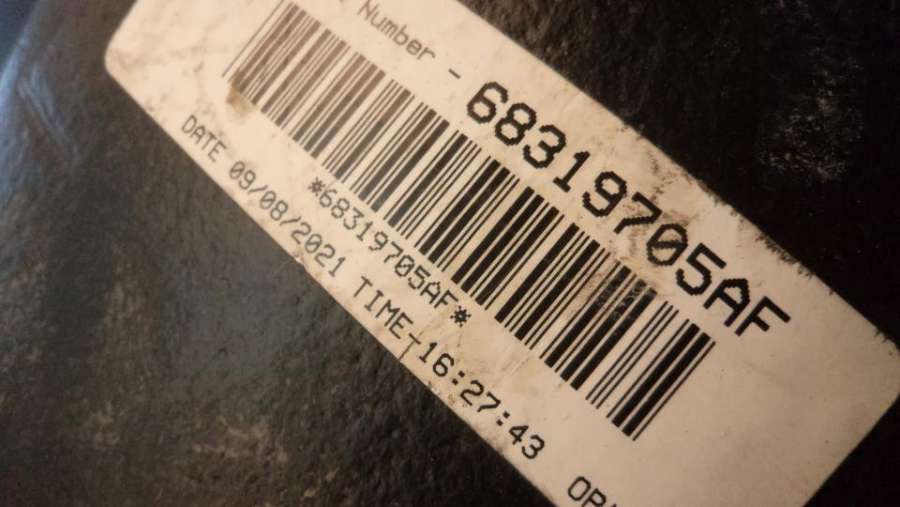 Number - 68319705AF
*68319705AF*
DATE 09/08/2021 TIME-16:27:43